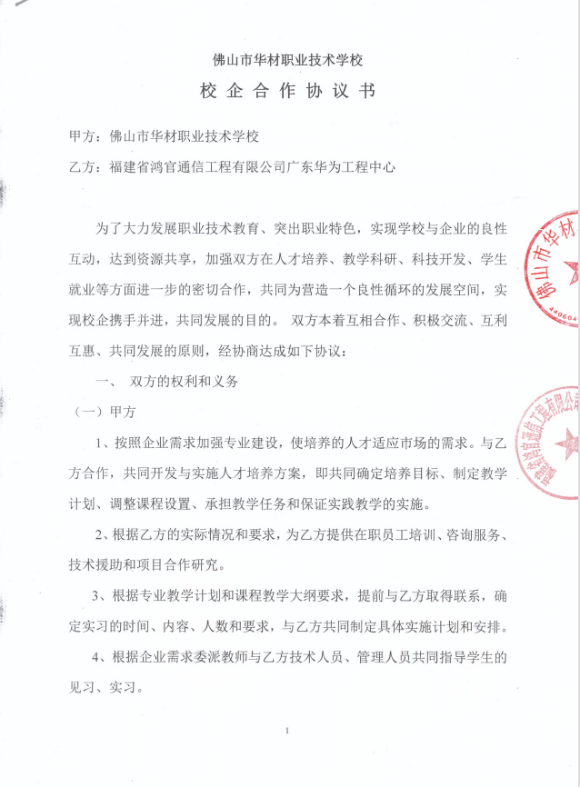 佛山市华材职业技术学校
校企合作协议书
甲方：佛山市华材职业技术学校
乙方：福建省鸿官通信工程有限公司广东华为工程中心
为了大力发展职业技术教育、突出职业特色，实现学校与企业的良性
互动，达到资源共享，加强双方在人才培养、教学科研、科技开发、学生
就业等方面进一步的密切合作，共同为营造一个良性循环的发展空间，实
现校企携手并进，共同发展的目的。 双方本着互相合作、积极交流、互利
互惠、共同发展的原则，经协商达成如下协议：
一、 双方的权利和义务
（一）甲方
1、按照企业需求加强专业建设，使培养的人才适应市场的需求。与乙
方合作，共同开发与实施人才培养方案，即共同确定培养目标、制定教学
计划、调整课程设置、承担教学任务和保证实践教学的实施。
2、根据乙方的实际情况和要求，为乙方提供在职员工培训、咨询服务、
技术援助和项目合作研究。
3、根据专业教学计划和课程教学大纲要求，提前与乙方取得联系，确
定实习的时间、内容、人数和要求，与乙方共同制定具体实施计划和安排。
4、根据企业需求委派教师与乙方技术人员、管理人员共同指导学生的
见习、实习。
1
佛山市华材
鸿官通信工程有限公司